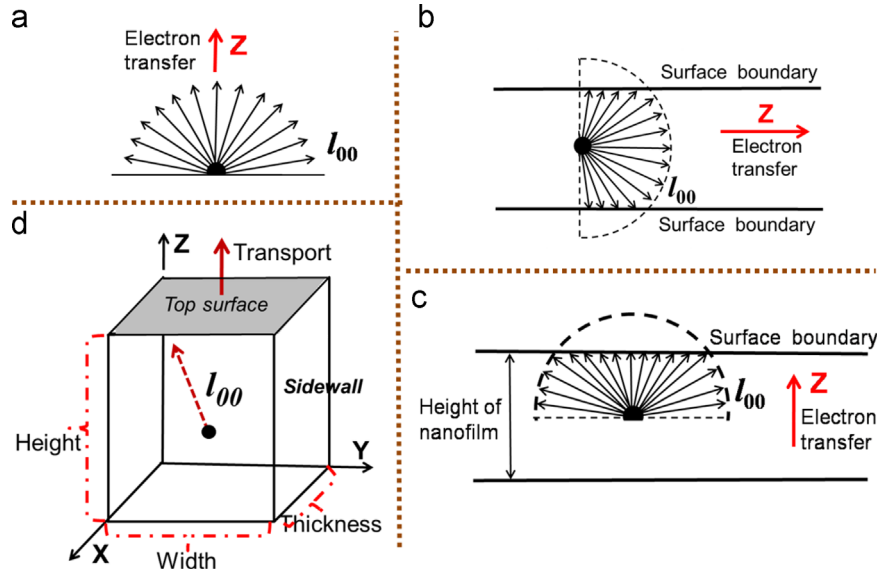 a
Electron
transfer
Z
l00
b
Surface boundary
Z
Electron
transfer
l00
Surface boundary
d
Z
Transport
Top surface
l00
Sidewall
Height
Y
Thickness
X
Width
c
Surface boundary
Height of
nanofilm
l00
Z
Electron
transfer